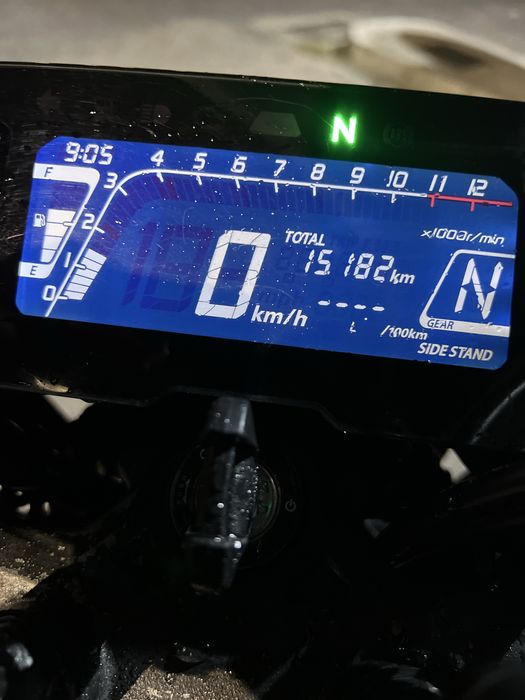 N
9:05
F
E
0 1 2 3 4 5 6 7 8 9 10 11 12
x1000r/min
TOTAL
15182km
0 km/h
---- L/100km
N
GEAR
SIDE STAND